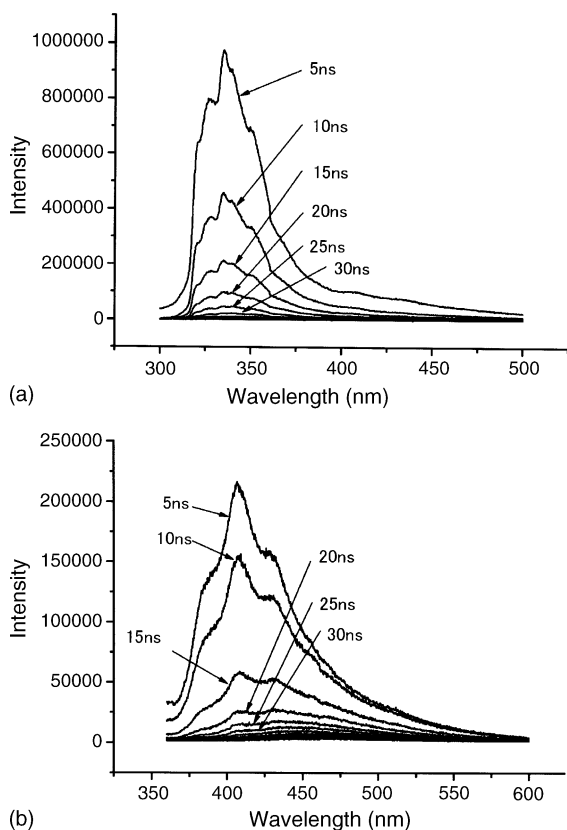 1000000
5ns
800000
10ns
600000
15ns
400000
20ns
25ns
200000
30ns
0
Intensity
300 350 400 450 500
Wavelength (nm)
(a)
250000
200000
5ns
20ns
10ns
150000
25ns
30ns
100000
15ns
50000
0
Intensity
350 400 450 500 550 600
Wavelength (nm)
(b)